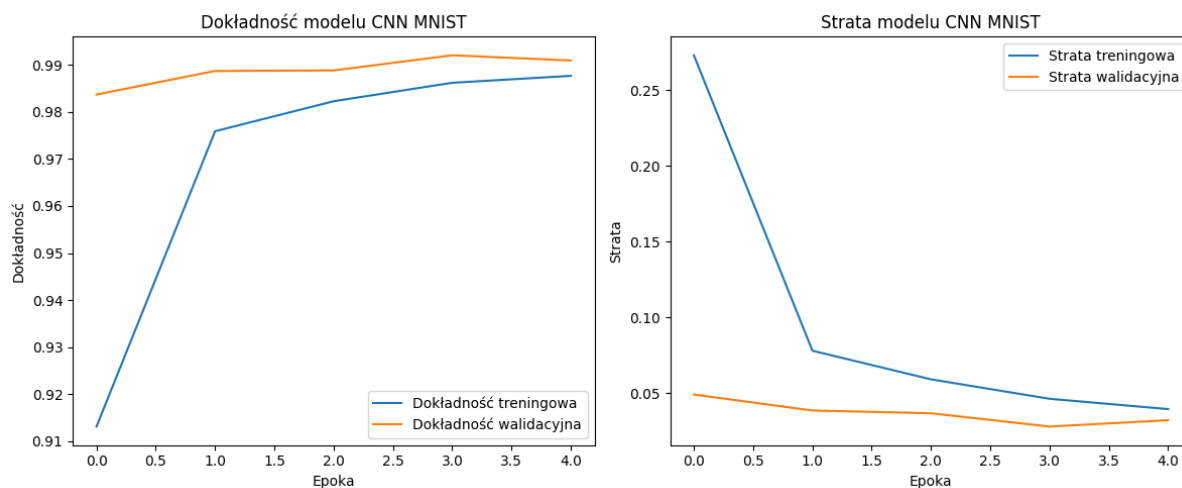 Dokładność modelu CNN MNIST
Dokładność
0.99
0.98
0.97
0.96
0.95
0.94
0.93
0.92
0.91
Dokładność treningowa
Dokładność walidacyjna
0.0 0.5 1.0 1.5 2.0 2.5 3.0 3.5 4.0
Epoka
Strata modelu CNN MNIST
Strata
0.25
0.20
0.15
0.10
0.05
Strata treningowa
Strata walidacyjna
0.0 0.5 1.0 1.5 2.0 2.5 3.0 3.5 4.0
Epoka